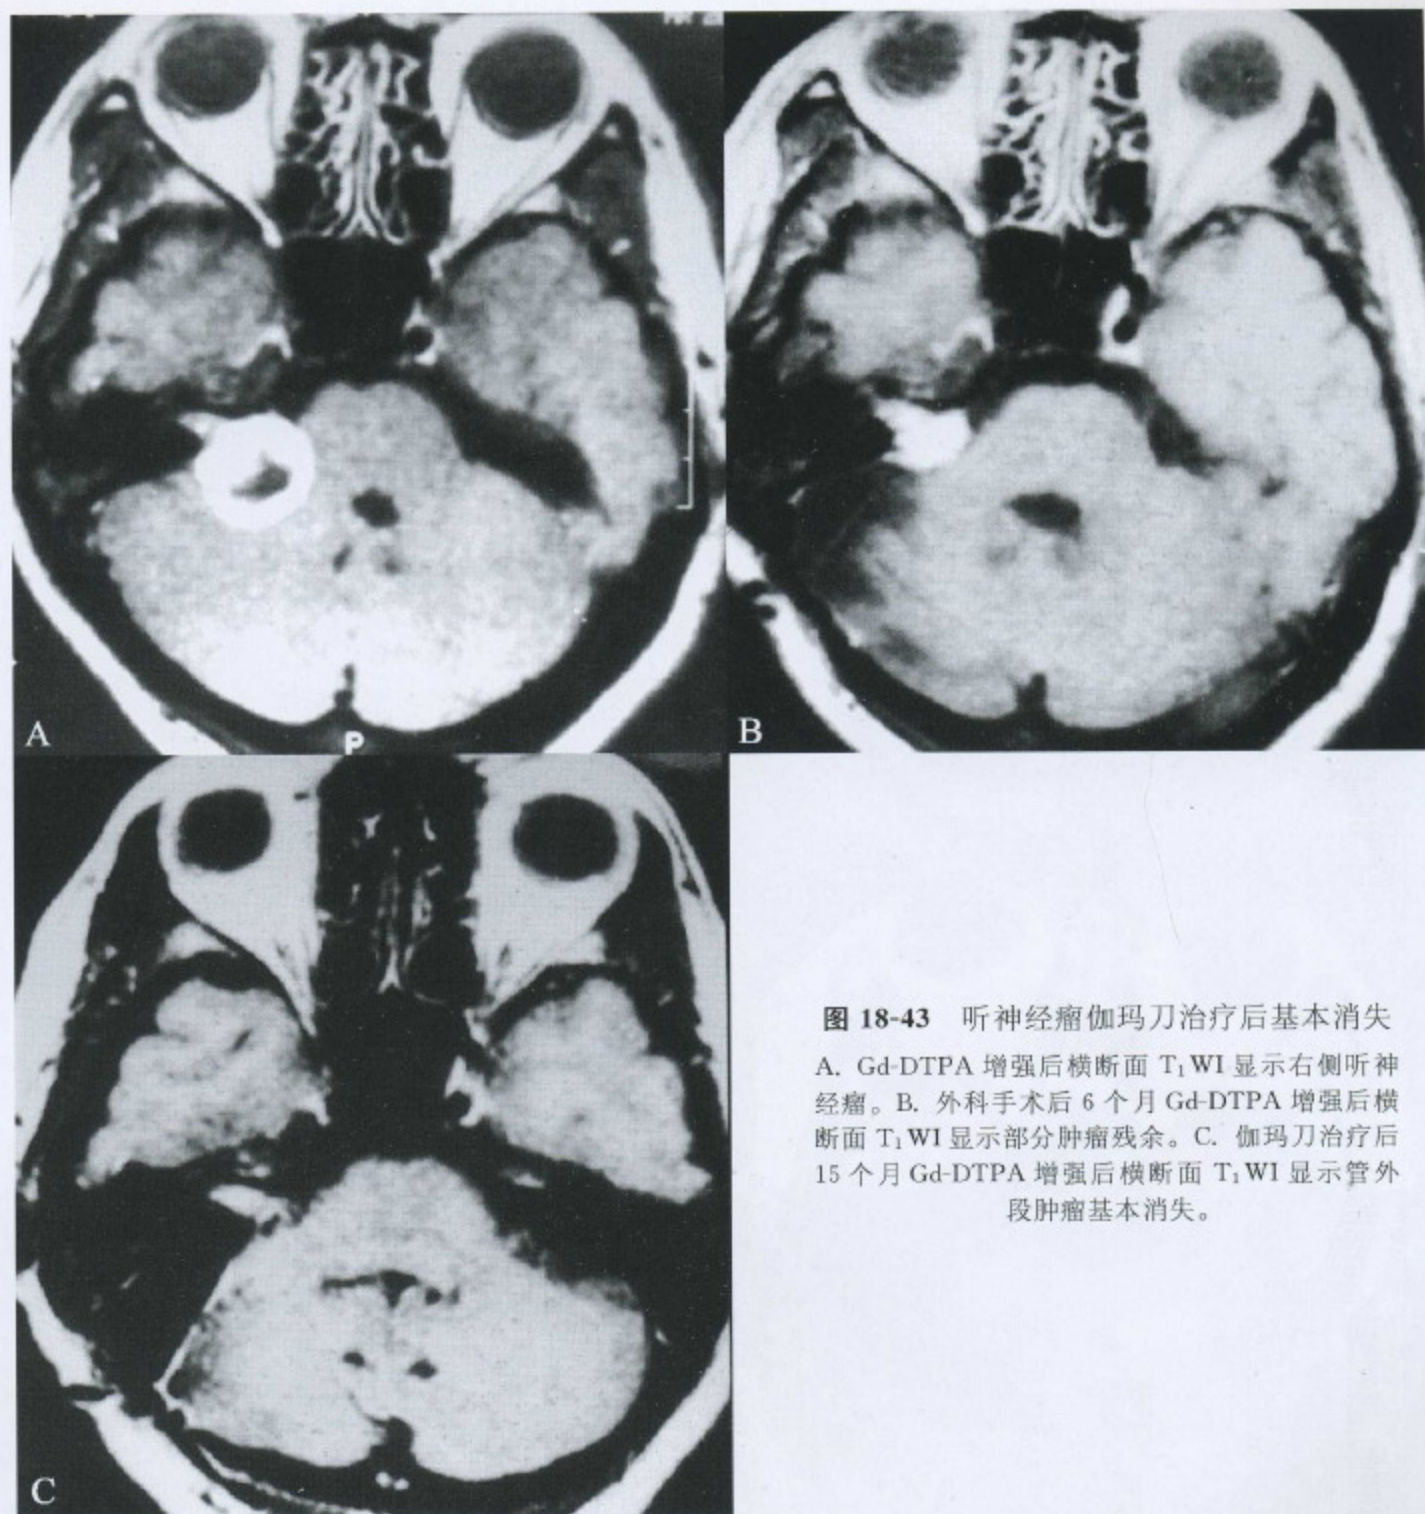 A
P
B
C
图 18-43 听神经瘤伽玛刀治疗后基本消失
A. Gd-DTPA 增强后横断面 T₁WI 显示右侧听神
经瘤。B. 外科手术后 6 个月 Gd-DTPA 增强后横
断面 T₁WI 显示部分肿瘤残余。C. 伽玛刀治疗后
15 个月 Gd-DTPA 增强后横断面 T₁WI 显示管外
段肿瘤基本消失。